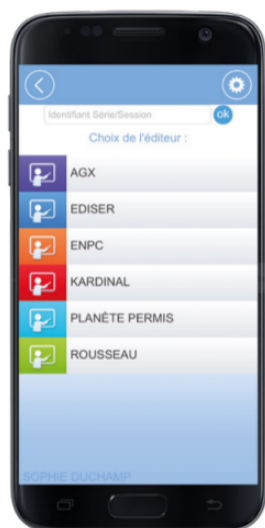 Identifiant Série/Session
ok
Choix de l'éditeur :
AGX
EDISER
ENPC
KARDINAL
PLANÈTE PERMIS
ROUSSEAU
SOPHIE DUCHAMP